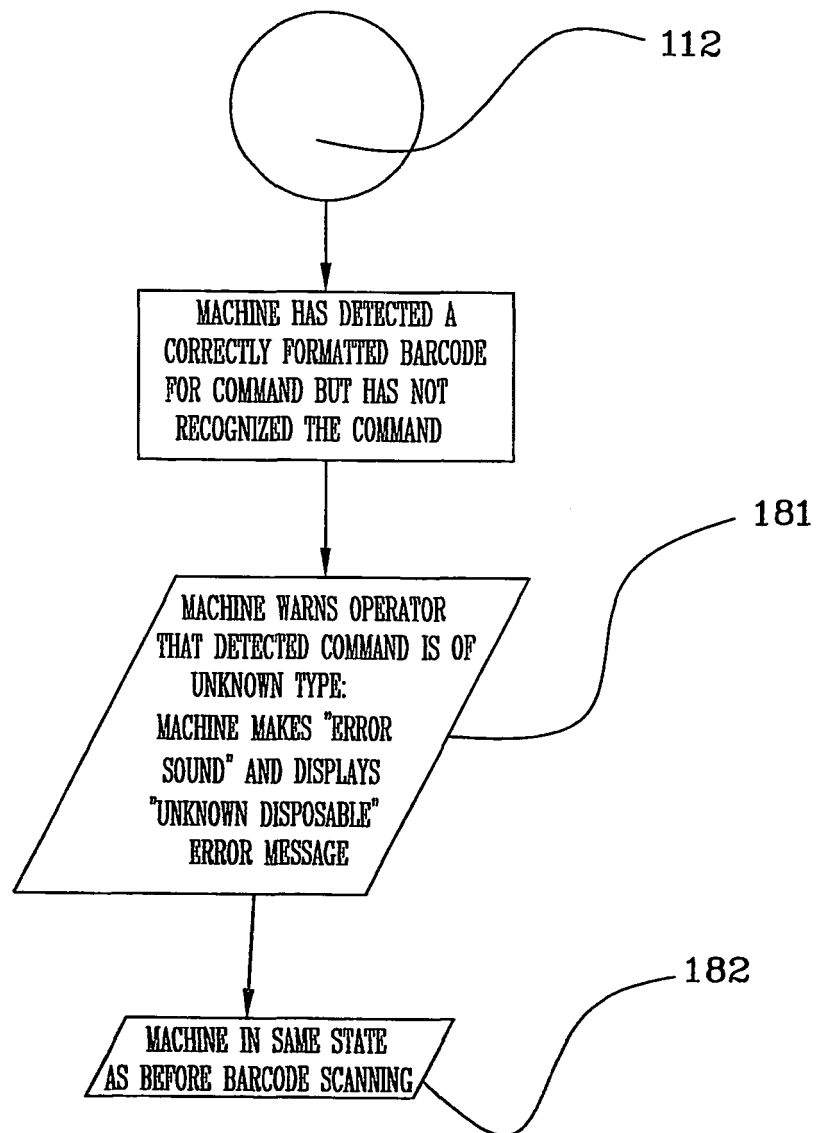 112
MACHINE HAS DETECTED A
CORRECTLY FORMATTED BARCODE
FOR COMMAND BUT HAS NOT
RECOGNIZED THE COMMAND
181
MACHINE WARNS OPERATOR
THAT DETECTED COMMAND IS OF
UNKNOWN TYPE:
MACHINE MAKES "ERROR
SOUND" AND DISPLAYS
"UNKNOWN DISPOSABLE"
ERROR MESSAGE
182
MACHINE IN SAME STATE
AS BEFORE BARCODE SCANNING